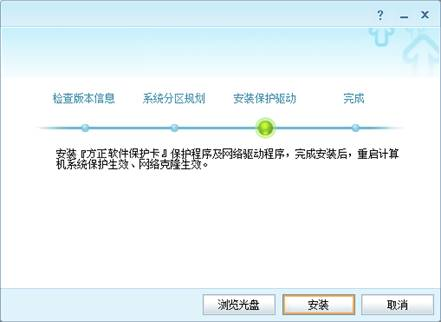 检查版本信息 系统分区规划 安装保护驱动 完成
安装『方正软件保护卡』保护程序及网络驱动程序，完成安装后，重启计算
机系统保护生效、网络克隆生效。
浏览光盘 安装 取消